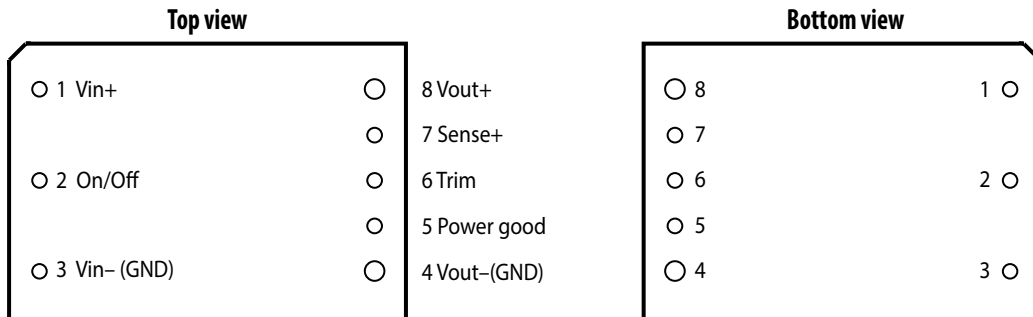 Top view
Bottom view
1 Vin+
8 Vout+
8
1
7 Sense+
7
2 On/Off
6 Trim
6
2
5 Power good
5
3 Vin– (GND)
4 Vout–(GND)
4
3